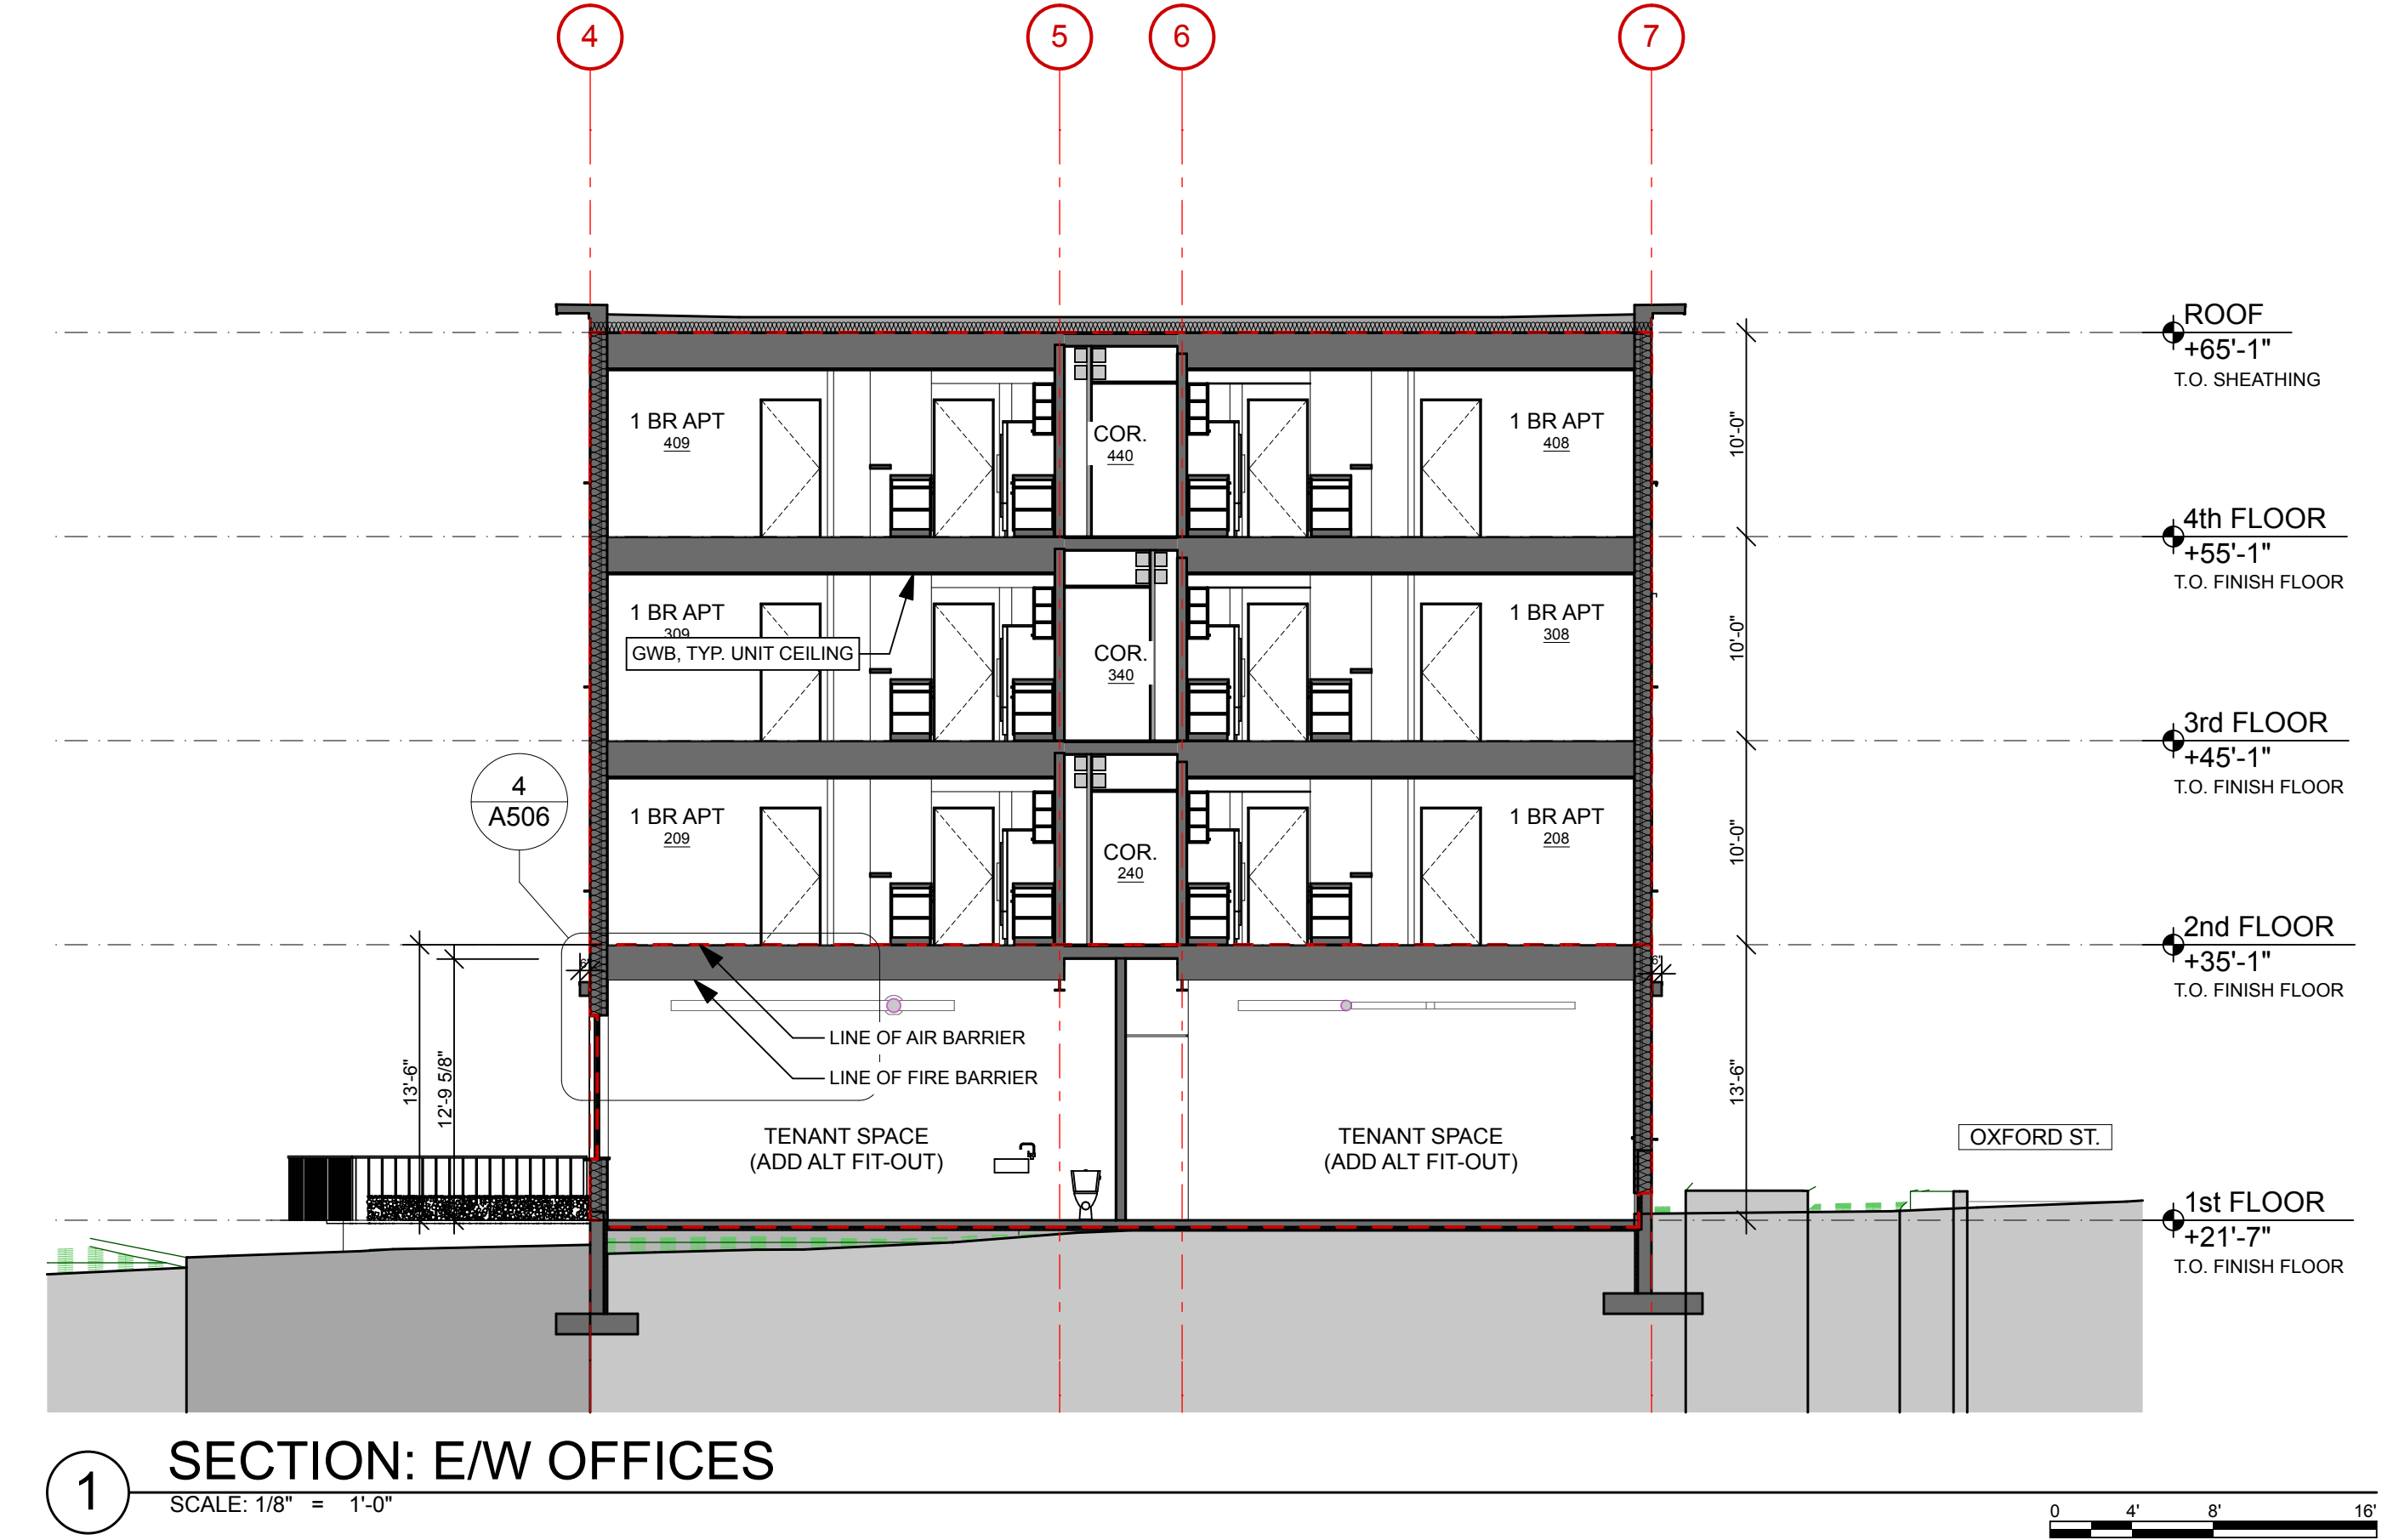 4
5
6
7
ROOF
+65'-1"
T.O. SHEATHING
1 BR APT
409
COR.
440
1 BR APT
408
10'-0"
4th FLOOR
+55'-1"
T.O. FINISH FLOOR
1 BR APT
309
GWB, TYP. UNIT CEILING
COR.
340
1 BR APT
308
10'-0"
3rd FLOOR
+45'-1"
T.O. FINISH FLOOR
4
A506
1 BR APT
209
COR.
240
1 BR APT
208
10'-0"
2nd FLOOR
+35'-1"
T.O. FINISH FLOOR
6"
6"
LINE OF AIR BARRIER
LINE OF FIRE BARRIER
13'-6"
12'-9 5/8"
13'-6"
TENANT SPACE
(ADD ALT FIT-OUT)
TENANT SPACE
(ADD ALT FIT-OUT)
OXFORD ST.
1st FLOOR
+21'-7"
T.O. FINISH FLOOR
1
SECTION: E/W OFFICES
SCALE: 1/8" = 1'-0"
0 4' 8' 16'